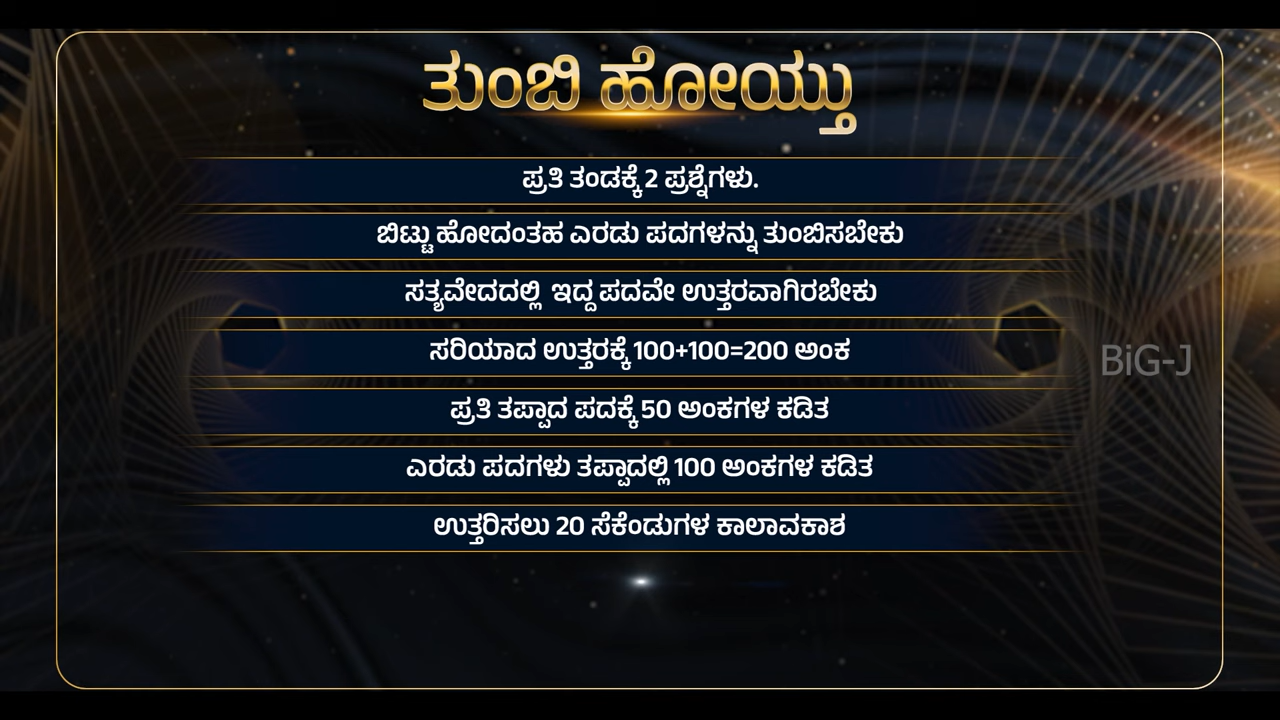 ತುಂಬಿ ಹೋಯ್ತು
ಪ್ರತಿ ತಂಡಕ್ಕೆ 2 ಪ್ರಶ್ನೆಗಳು.
ಬಿಟ್ಟು ಹೋದಂತಹ ಎರಡು ಪದಗಳನ್ನು ತುಂಬಿಸಬೇಕು
ಸತ್ಯವೇದದಲ್ಲಿ ಇದ್ದ ಪದವೇ ಉತ್ತರವಾಗಿರಬೇಕು
ಸರಿಯಾದ ಉತ್ತರಕ್ಕೆ 100+100=200 ಅಂಕ
BiG-J
ಪ್ರತಿ ತಪ್ಪಾದ ಪದಕ್ಕೆ 50 ಅಂಕಗಳ ಕಡಿತ
ಎರಡು ಪದಗಳು ತಪ್ಪಾದಲ್ಲಿ 100 ಅಂಕಗಳ ಕಡಿತ
ಉತ್ತರಿಸಲು 20 ಸೆಕೆಂಡುಗಳ ಕಾಲಾವಕಾಶ